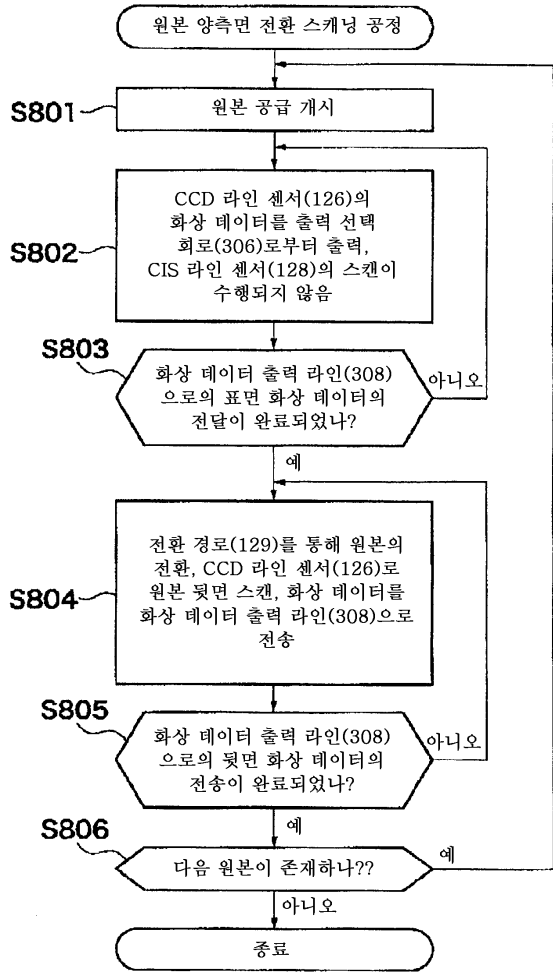 원본 양측면 전환 스캐닝 공정
S801
원본 공급 개시
S802
CCD 라인 센서(126)의
화상 데이터를 출력 선택
회로(306)로부터 출력,
CIS 라인 센서(128)의 스캔이
수행되지 않음
S803
화상 데이터 출력 라인(308)
으로의 표면 화상 데이터의
전달이 완료되었나?
아니오
예
S804
전환 경로(129)를 통해 원본의
전환, CCD 라인 센서(126)로
원본 뒷면 스캔, 화상 데이터를
화상 데이터 출력 라인(308)으로
전송
S805
화상 데이터 출력 라인(308)
으로의 뒷면 화상 데이터의
전송이 완료되었나?
아니오
예
S806
다음 원본이 존재하나??
예
아니오
종료